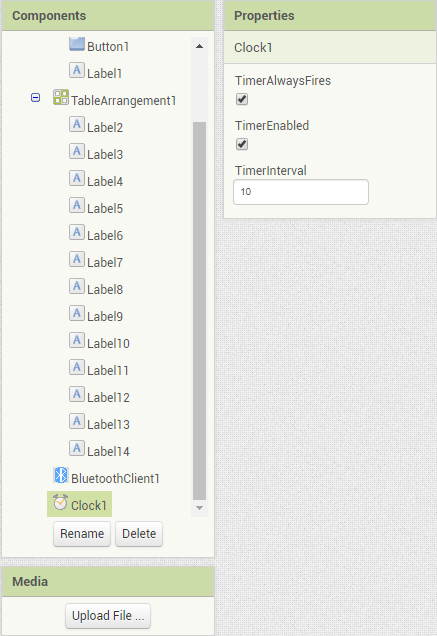 Components
Button1
Label1
TableArrangement1
Label2
Label3
Label4
Label5
Label6
Label7
Label8
Label9
Label10
Label11
Label12
Label13
Label14
BluetoothClient1
Clock1
Rename
Delete
Media
Upload File ...
Properties
Clock1
TimerAlwaysFires
TimerEnabled
TimerInterval
10